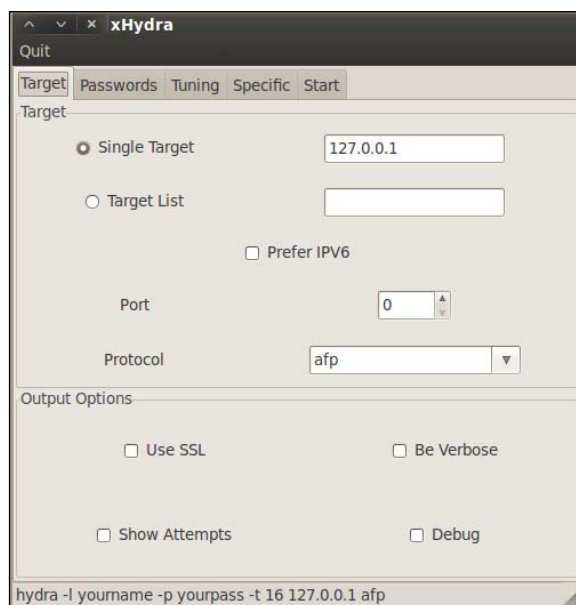 xHydra
Quit
Target Passwords Tuning Specific Start
Target
Single Target 127.0.0.1
Target List
Prefer IPV6
Port 0
Protocol afp
Output Options
Use SSL Be Verbose
Show Attempts Debug
hydra -l yourname -p yourpass -t 16 127.0.0.1 afp